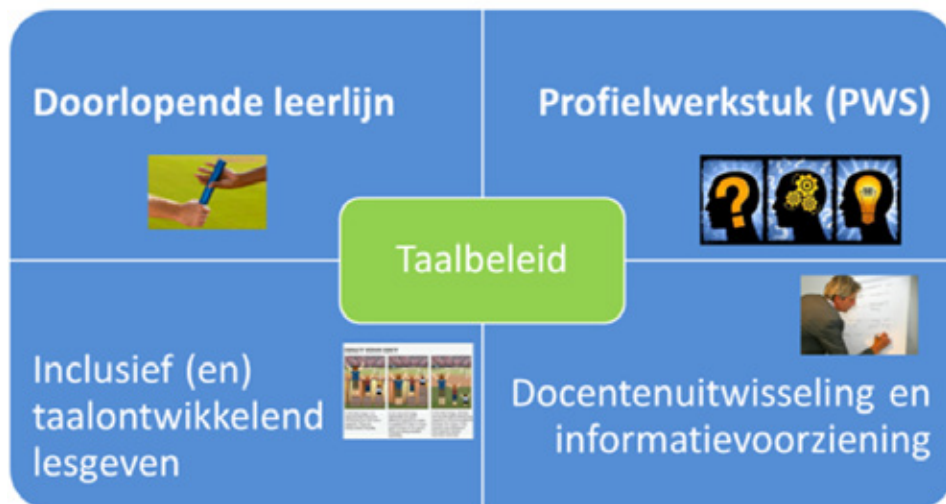 Doorlopende leerlijn
Profielwerkstuk (PWS)
Taalbeleid
Inclusief (en)
taalontwikkelend
lesgeven
Docentenuitwisseling en
informatievoorziening